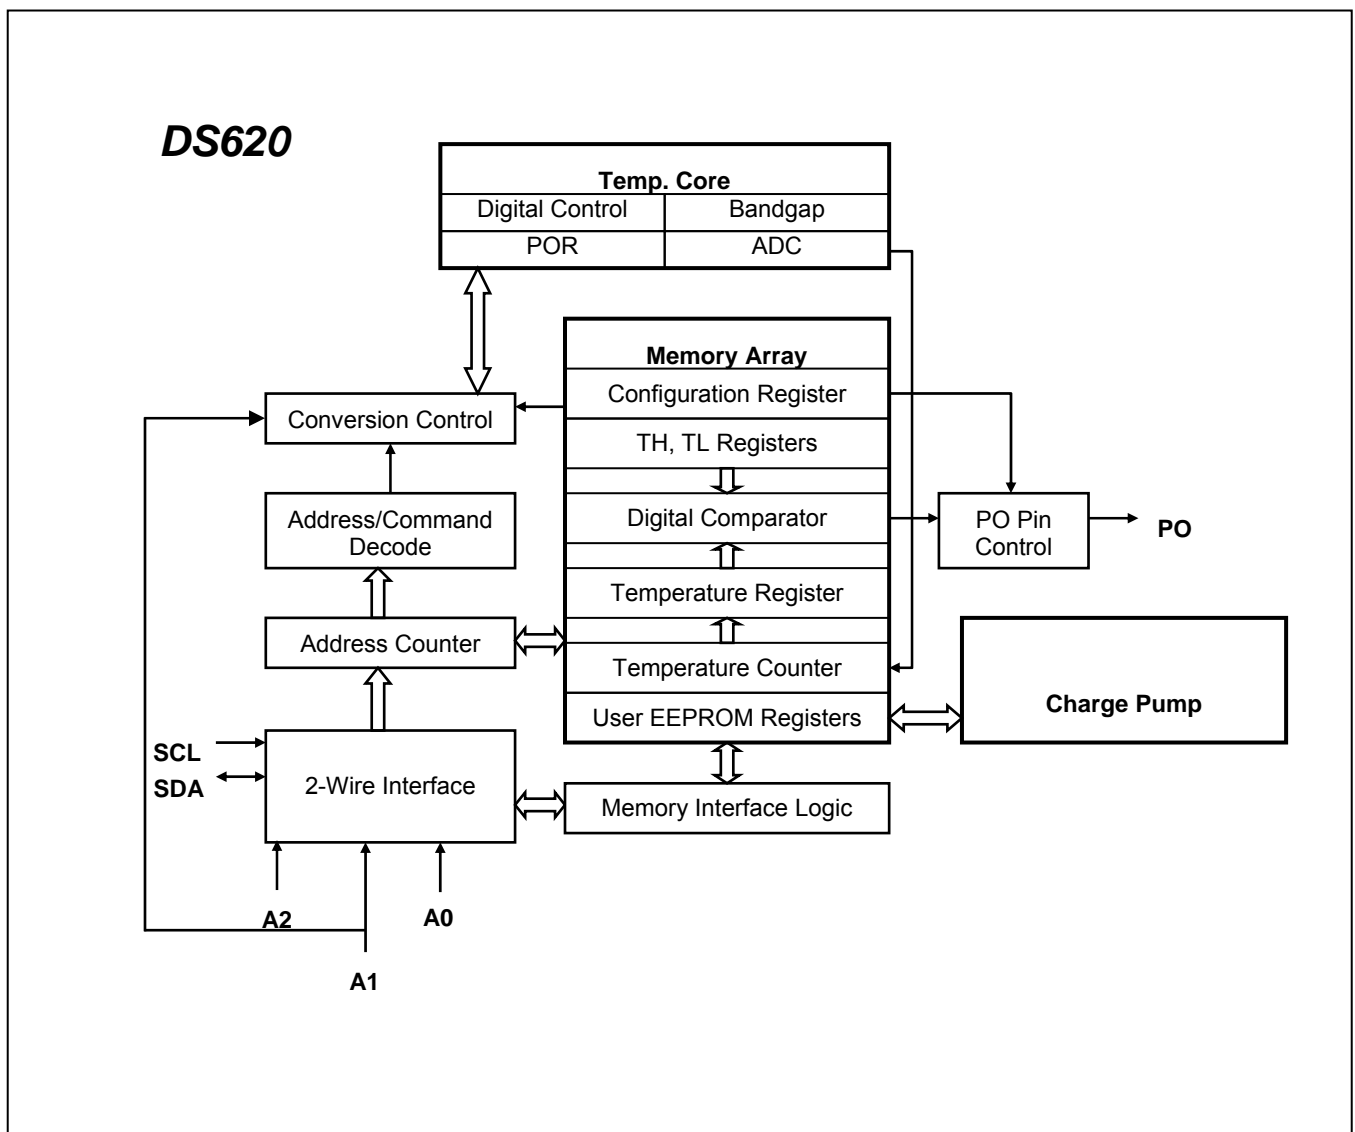 DS620
Temp. Core
Digital Control
Bandgap
POR
ADC
Memory Array
Configuration Register
Conversion Control
TH, TL Registers
Address/Command
Decode
Digital Comparator
PO Pin
Control
PO
Temperature Register
Address Counter
Temperature Counter
User EEPROM Registers
Charge Pump
SCL
SDA
2-Wire Interface
Memory Interface Logic
A2
A0
A1